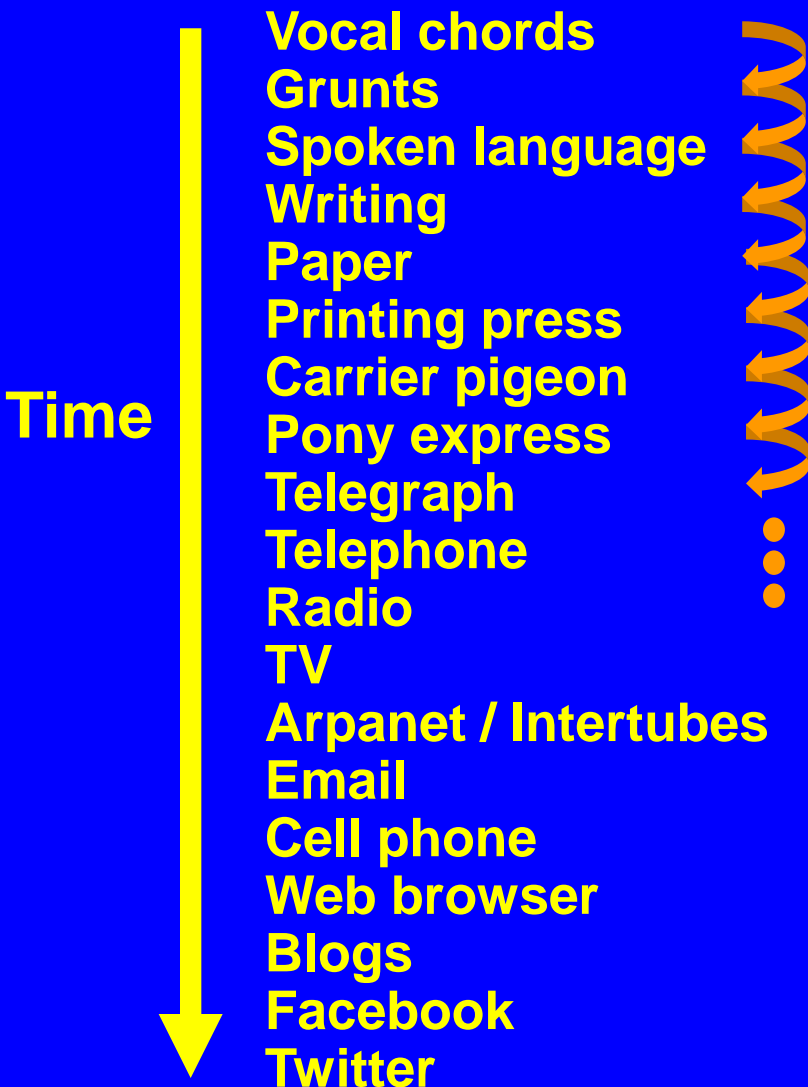 Vocal chords
Grunts
Spoken language
Writing
Paper
Printing press
Carrier pigeon
Time
Pony express
Telegraph
Telephone
Radio
TV
Arpanet / Intertubes
Email
Cell phone
Web browser
Blogs
Facebook
Twitter